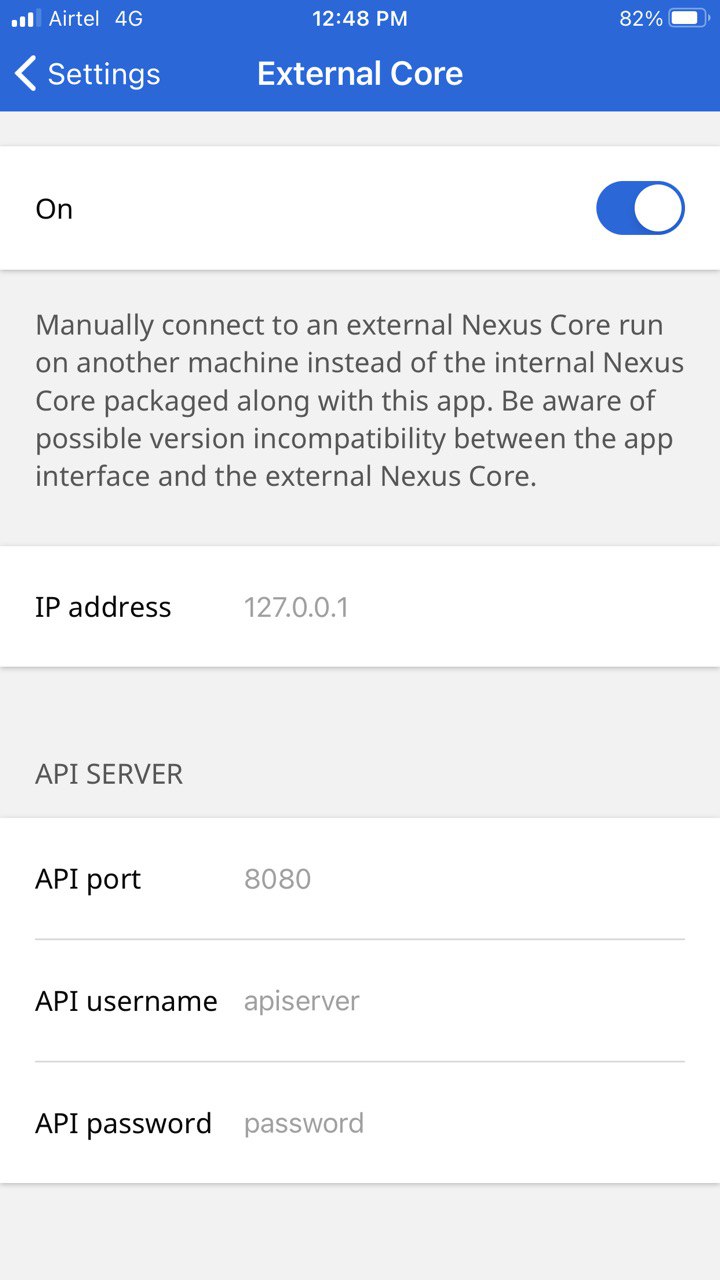 Airtel 4G 12:48 PM 82%
Settings External Core
On
Manually connect to an external Nexus Core run
on another machine instead of the internal Nexus
Core packaged along with this app. Be aware of
possible version incompatibility between the app
interface and the external Nexus Core.
IP address 127.0.0.1
API SERVER
API port 8080
API username apiserver
API password password